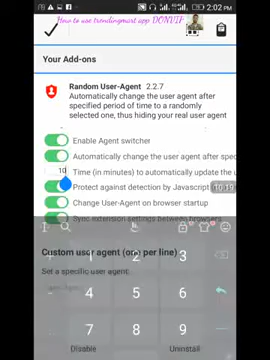 2:02 PM
How to use trendingmart app DONVIP
Your Add-ons
Random User-Agent 2.2.7
Automatically change the user agent after
specified period of time to a randomly
selected one, thus hiding your real user agent
Enable Agent switcher
Automatically change the user agent after spec
10 Time (in minutes) to automatically update the u
Protect against detection by Javascript
10:19
Change User-Agent on browser startup
Sync extension settings between browsers
Custom user agent (one per line)
Set a specific user agent:
1 2 3
4 5 6
7 8 9
Disable Uninstall